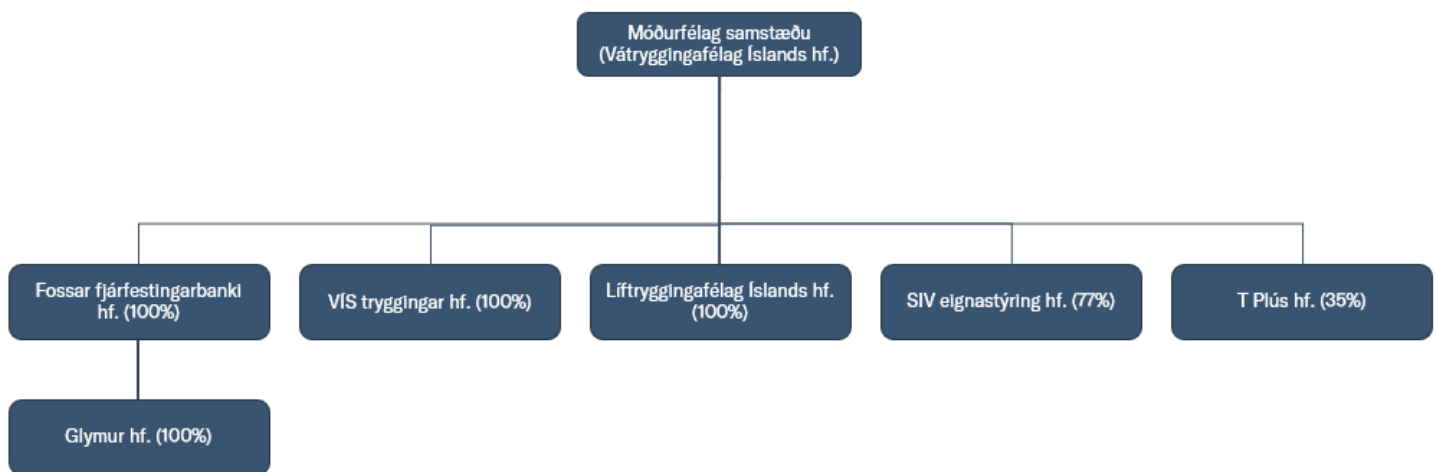 Móðurfélag samstæðu
(Vátryggingafélag Íslands hf.)
Fossar fjárfestingarbanki
hf. (100%)
VÍS tryggingar hf. (100%)
Líftryggingafélag Íslands hf.
(100%)
SIV eignastýring hf. (77%)
T Plús hf. (35%)
Glymur hf. (100%)